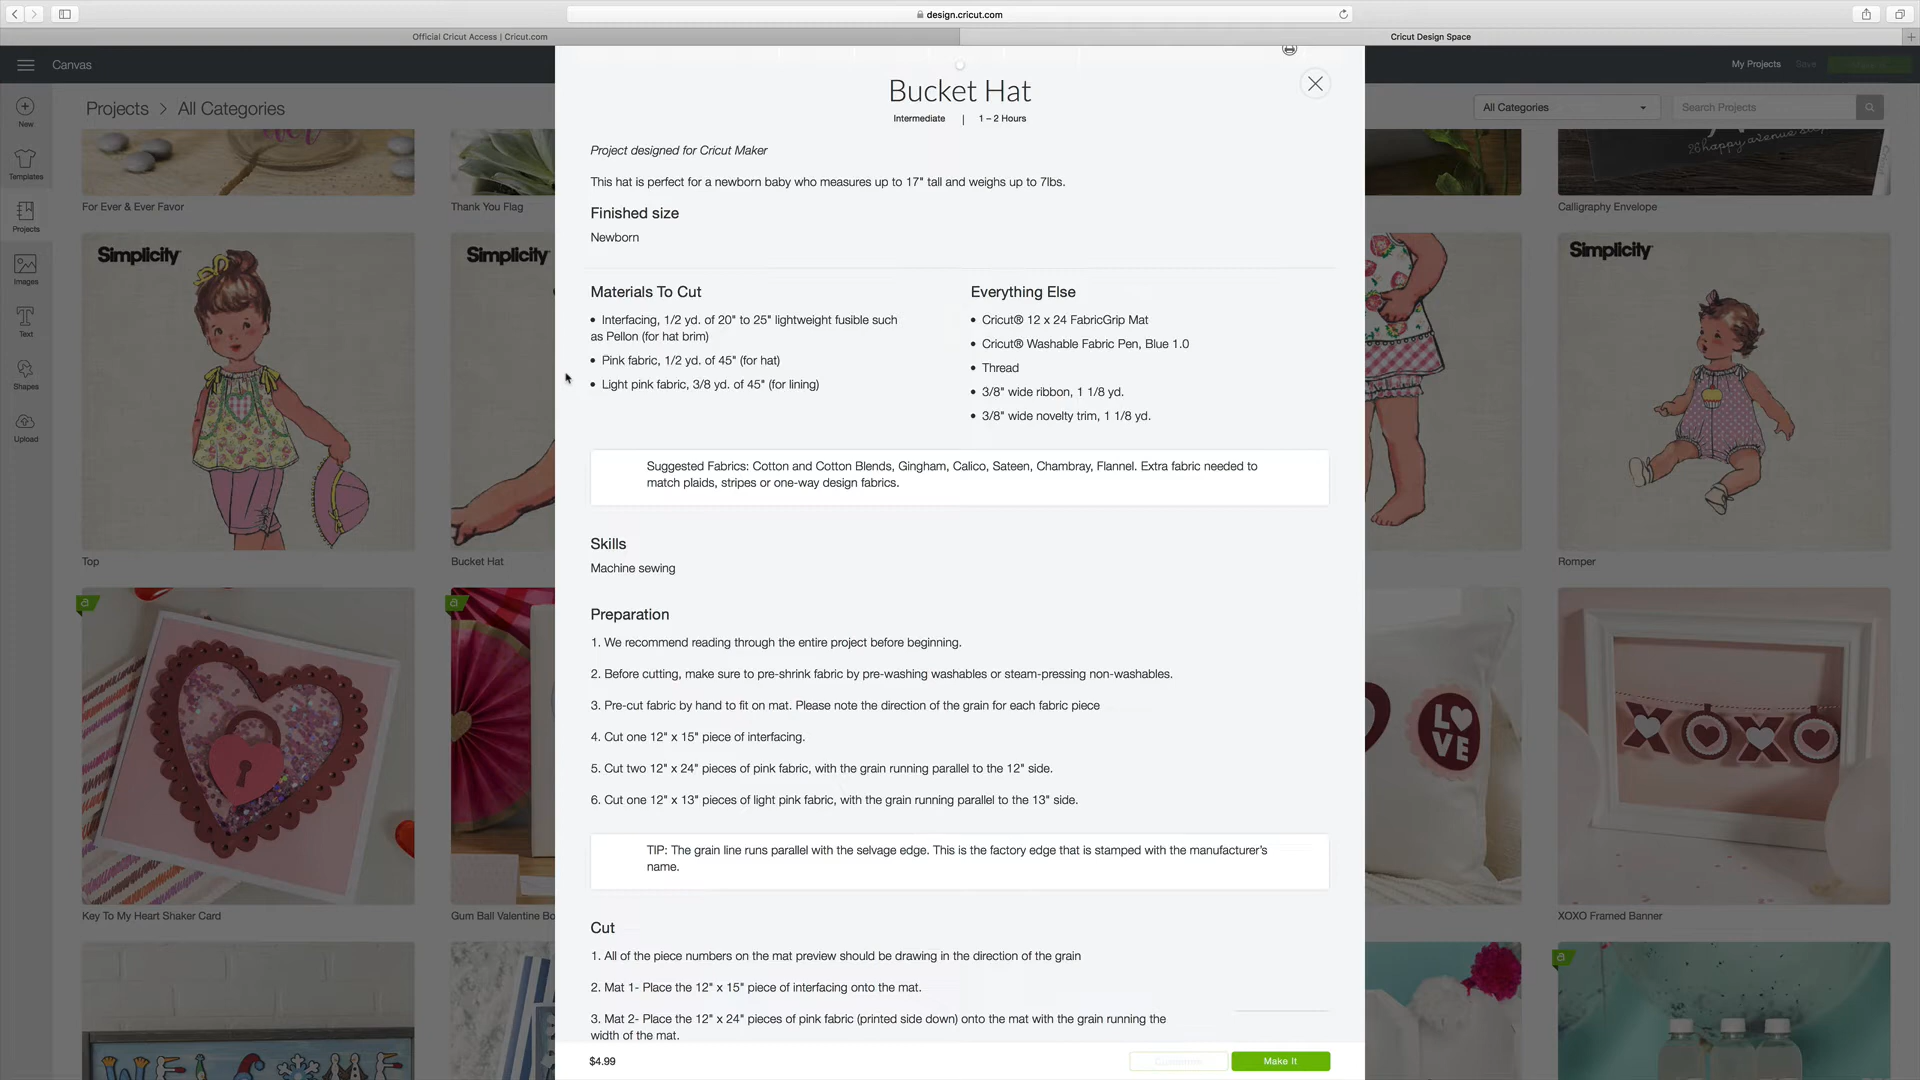 design.cricut.com
Official Cricut Access | Cricut.com
Cricut Design Space
Canvas
My Projects
Save
Projects > All Categories
All Categories
Search Projects
New
Templates
Projects
Images
Text
Shapes
Upload
For Ever & Ever Favor
Thank You Flag
26 happy avenue
Calligraphy Envelope
Simplicity
Simplicity
Simplicity
Top
Bucket Hat
Romper
a
a
LOVE
XOXO
Key To My Heart Shaker Card
Gum Ball Valentine
XOXO Framed Banner
a
Bucket Hat
Intermediate | 1 – 2 Hours
Project designed for Cricut Maker
This hat is perfect for a newborn baby who measures up to 17" tall and weighs up to 7lbs.
Finished size
Newborn
Materials To Cut
• Interfacing, 1/2 yd. of 20" to 25" lightweight fusible such
as Pellon (for hat brim)
• Pink fabric, 1/2 yd. of 45" (for hat)
• Light pink fabric, 3/8 yd. of 45" (for lining)
Everything Else
• Cricut® 12 x 24 FabricGrip Mat
• Cricut® Washable Fabric Pen, Blue 1.0
• Thread
• 3/8" wide ribbon, 1 1/8 yd.
• 3/8" wide novelty trim, 1 1/8 yd.
Suggested Fabrics: Cotton and Cotton Blends, Gingham, Calico, Sateen, Chambray, Flannel. Extra fabric needed to
match plaids, stripes or one-way design fabrics.
Skills
Machine sewing
Preparation
1. We recommend reading through the entire project before beginning.
2. Before cutting, make sure to pre-shrink fabric by pre-washing washables or steam-pressing non-washables.
3. Pre-cut fabric by hand to fit on mat. Please note the direction of the grain for each fabric piece
4. Cut one 12" x 15" piece of interfacing.
5. Cut two 12" x 24" pieces of pink fabric, with the grain running parallel to the 12" side.
6. Cut one 12" x 13" pieces of light pink fabric, with the grain running parallel to the 13" side.
TIP: The grain line runs parallel with the selvage edge. This is the factory edge that is stamped with the manufacturer's
name.
Cut
1. All of the piece numbers on the mat preview should be drawing in the direction of the grain
2. Mat 1- Place the 12" x 15" piece of interfacing onto the mat.
3. Mat 2- Place the 12" x 24" pieces of pink fabric (printed side down) onto the mat with the grain running the
width of the mat.
$4.99
Make It